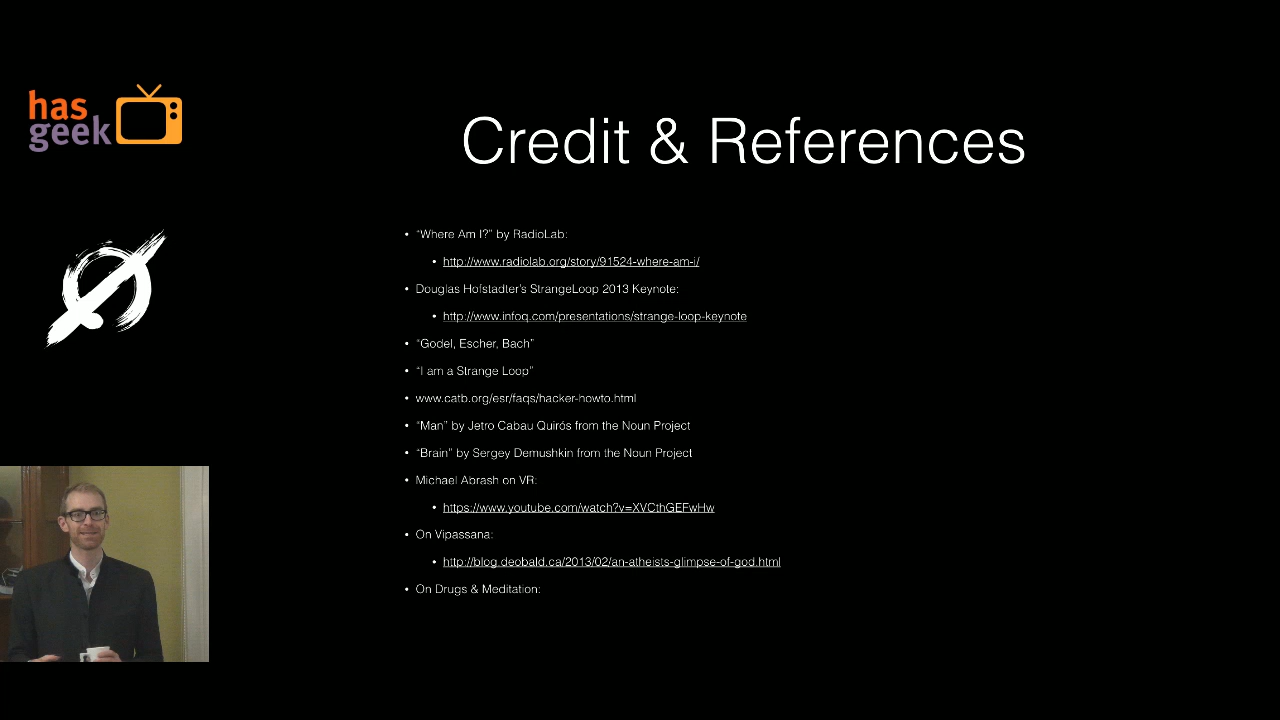 has
geek
Credit & References
• “Where Am I?” by RadioLab:
• http://www.radiolab.org/story/91524-where-am-i/
• Douglas Hofstadter's StrangeLoop 2013 Keynote:
• http://www.infoq.com/presentations/strange-loop-keynote
• “Godel, Escher, Bach”
• “I am a Strange Loop”
• www.catb.org/esr/faqs/hacker-howto.html
• “Man” by Jetro Cabau Quirós from the Noun Project
• “Brain” by Sergey Demushkin from the Noun Project
• Michael Abrash on VR:
• https://www.youtube.com/watch?v=XVCthGEFwHw
• On Vipassana:
• http://blog.deobald.ca/2013/02/an-atheists-glimpse-of-god.html
• On Drugs & Meditation: